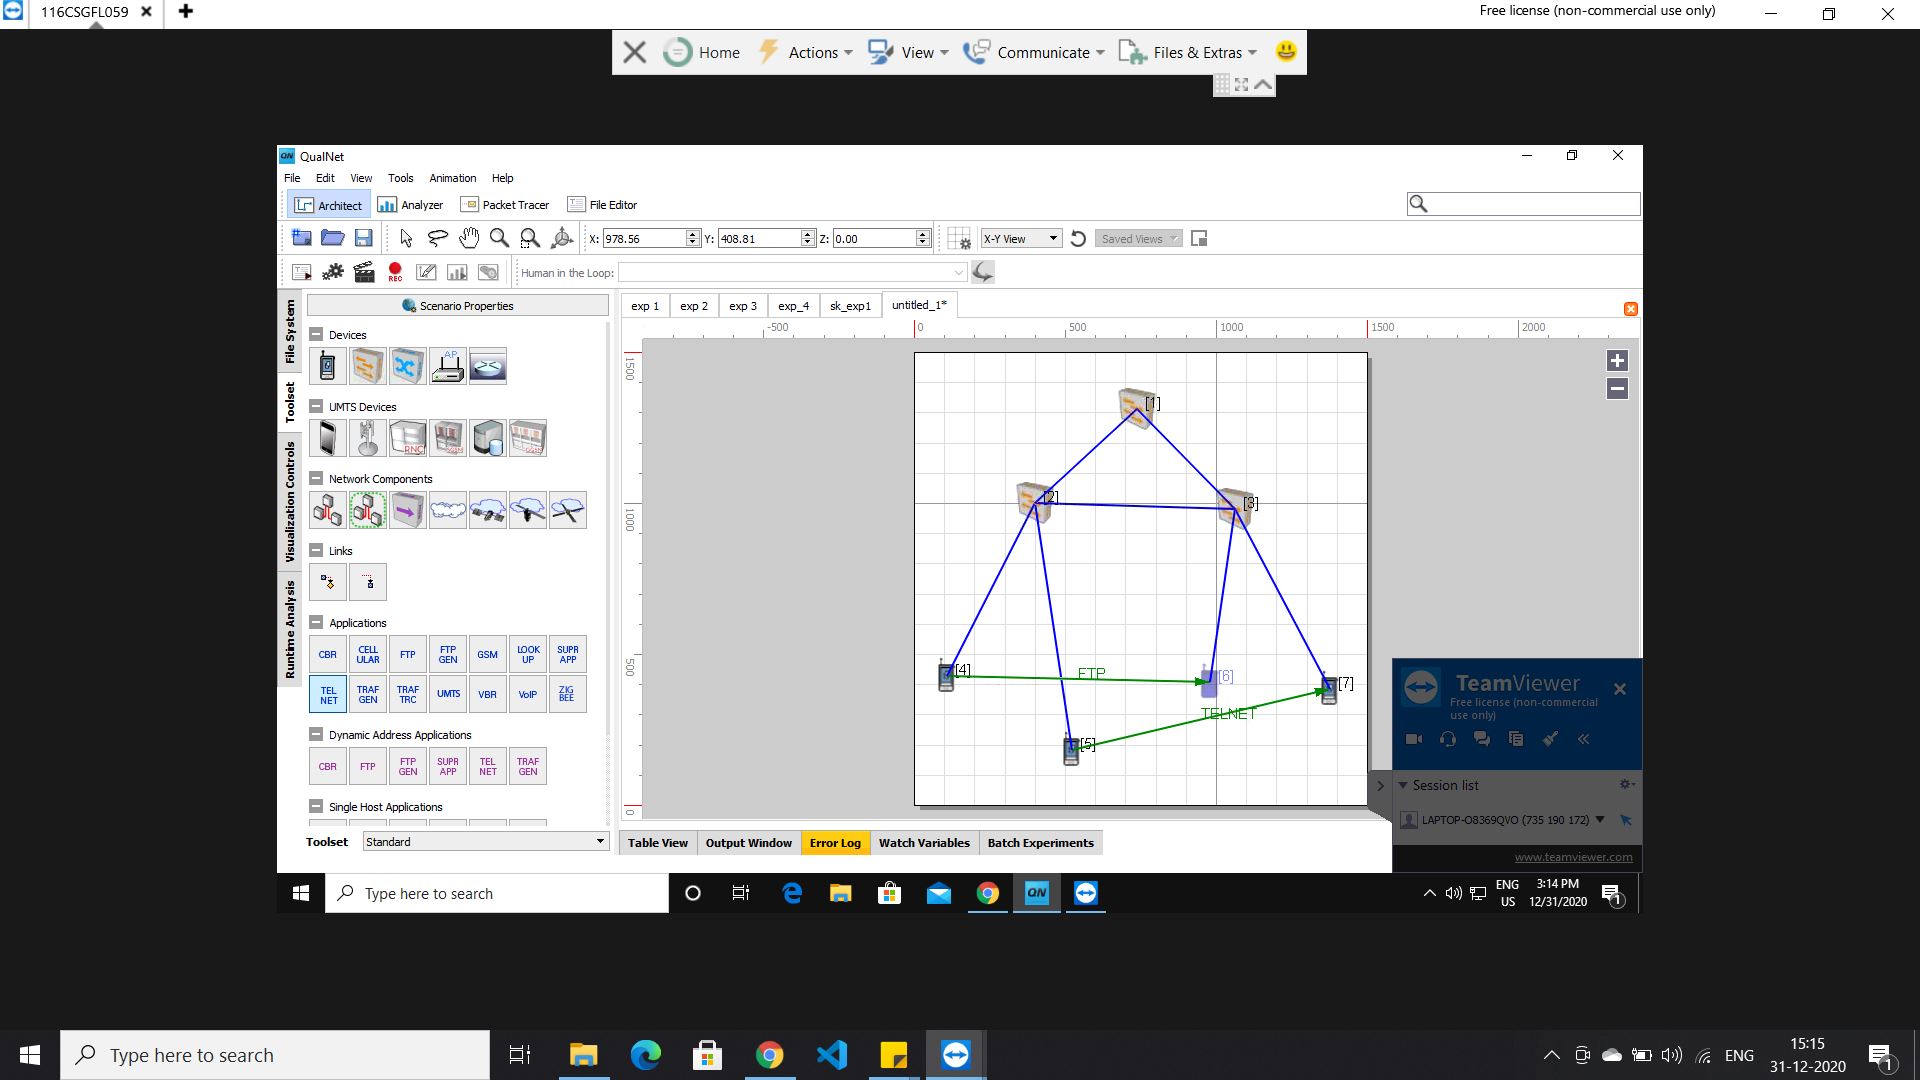 116CSGFL059
Free license (non-commercial use only)
Home Actions View Communicate Files & Extras
QN QualNet
File Edit View Tools Animation Help
Architect Analyzer Packet Tracer File Editor
X: 978.56 Y: 408.81 Z: 0.00 X-Y View Saved Views
REC Human in the Loop:
File System
Toolset
Visualization Controls
Runtime Analysis
Scenario Properties
Devices
AP
UMTS Devices
RNC
Network Components
Links
Applications
CBR CELL ULAR FTP FTP GEN GSM LOOK UP SUPR APP
TEL NET TRAF GEN TRAF TRC UMTS VBR VoIP ZIG BEE
Dynamic Address Applications
CBR FTP FTP GEN SUPR APP TEL NET TRAF GEN
Single Host Applications
Toolset Standard
exp 1 exp 2 exp 3 exp_4 sk_exp1 untitled_1*
-500 0 500 1000 1500 2000
1500
1000
500
0
[1]
[2]
[3]
[4]
FTP
[6]
[7]
TELNET
[5]
Table View Output Window Error Log Watch Variables Batch Experiments
TeamViewer
Free license (non-commercial
use only)
Session list
LAPTOP-O8369QVO (735 190 172)
www.teamviewer.com
Type here to search
QN
ENG
US
3:14 PM
12/31/2020
1
Type here to search
ENG
15:15
31-12-2020
1